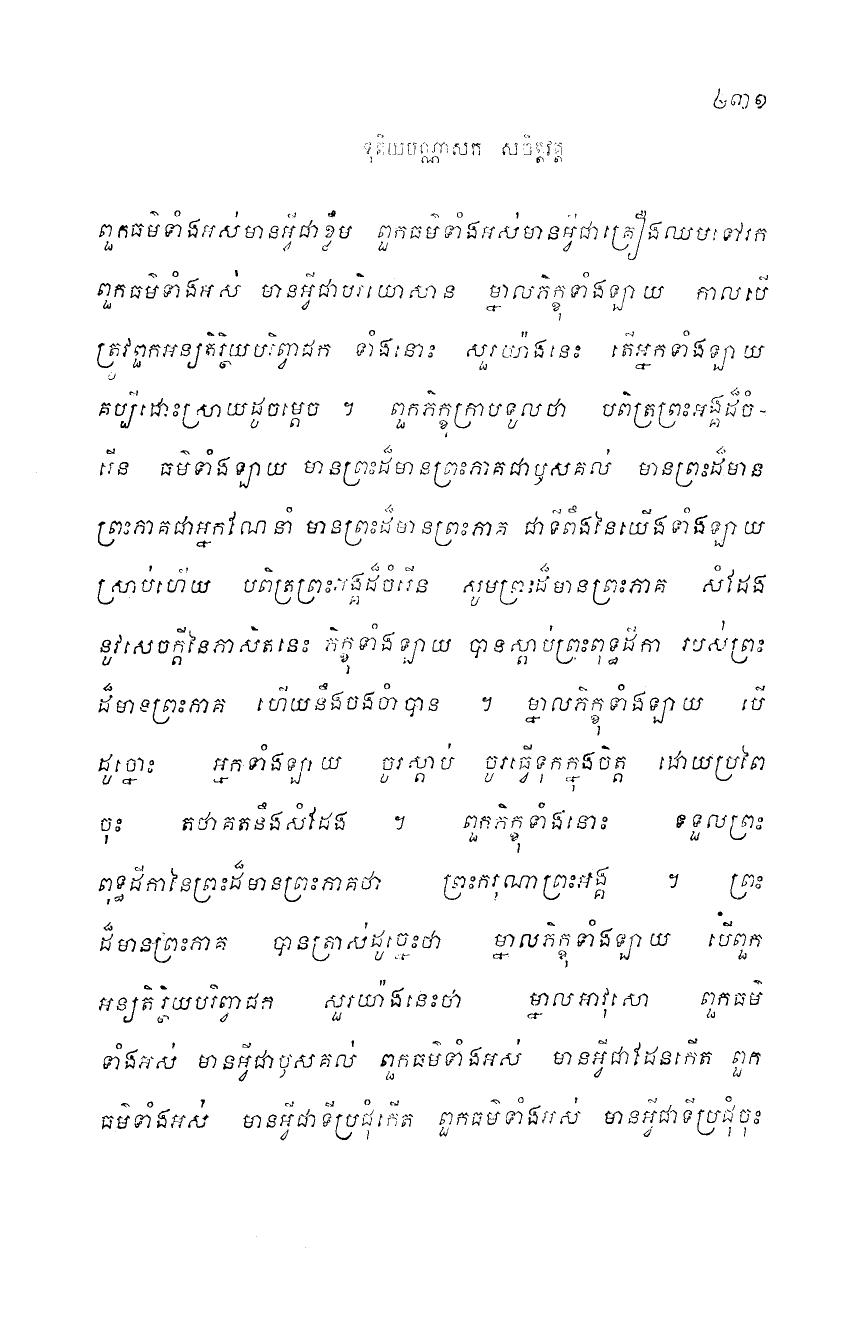 ២៣១
ទុតិយបណ្ណាសក សចិត្តវគ្គ
ពួកធម៌ទាំងអស់មានអ្វីជាខ្ទឹម ពួកធម៌ទាំងអស់មានអ្វីជាគ្រឿងឈបទៅរក
ពួកធម៌ទាំងអស់ មានអ្វីជាបរិយោសាន ម្នាលភិក្ខុទាំងឡាយ កាលបើ
ត្រូវពួកអន្យតិរ្ថិយបរិព្វាជក ទាំងនោះ សួរយ៉ាងនេះ តើអ្នកទាំងឡាយ
គប្បីដោះស្រាយដូចម្តេច ។ ពួកភិក្ខុក្រាបទូលថា បពិត្រព្រះអង្គដ៏ចំ-
រើន ធម៌ទាំងឡាយ មានព្រះដ៏មានព្រះភាគជាឫសគល់ មានព្រះដ៏មាន
ព្រះភាគជាអ្នកណែនាំ មានព្រះដ៏មានព្រះភាគ ជាទីពឹងនៃយើងទាំងឡាយ
ស្រាប់ហើយ បពិត្រព្រះអង្គដ៏ចំរើន សូមព្រះដ៏មានព្រះភាគ សំដែង
នូវសេចក្តីនៃភាសិតនេះ ភិក្ខុទាំងឡាយ បានស្តាប់ព្រះពុទ្ធដីកា របស់ព្រះ
ដ៏មានព្រះភាគ ហើយនឹងចងចាំបាន ។ ម្នាលភិក្ខុទាំងឡាយ បើ
ដូច្នោះ អ្នកទាំងឡាយ ចូរស្តាប់ ចូរធ្វើទុកក្នុងចិត្ត ដោយប្រពៃ
ចុះ តថាគតនឹងសំដែង ។ ពួកភិក្ខុទាំងនោះ ទទួលព្រះ
ពុទ្ធដីកានៃព្រះដ៏មានព្រះភាគថា ព្រះករុណាព្រះអង្គ ។ ព្រះ
ដ៏មានព្រះភាគ បានត្រាស់ដូច្នេះថា ម្នាលភិក្ខុទាំងឡាយ បើពួក
អន្យតិរ្ថិយបរិព្វាជក សួរយ៉ាងនេះថា ម្នាលអាវុសោ ពួកធម៌
ទាំងអស់ មានអ្វីជាឫសគល់ ពួកធម៌ទាំងអស់ មានអ្វីជាដែនកើត ពួក
ធម៌ទាំងអស់ មានអ្វីជាទីប្រជុំកើត ពួកធម៌ទាំងអស់ មានអ្វីជាទីប្រជុំចុះ